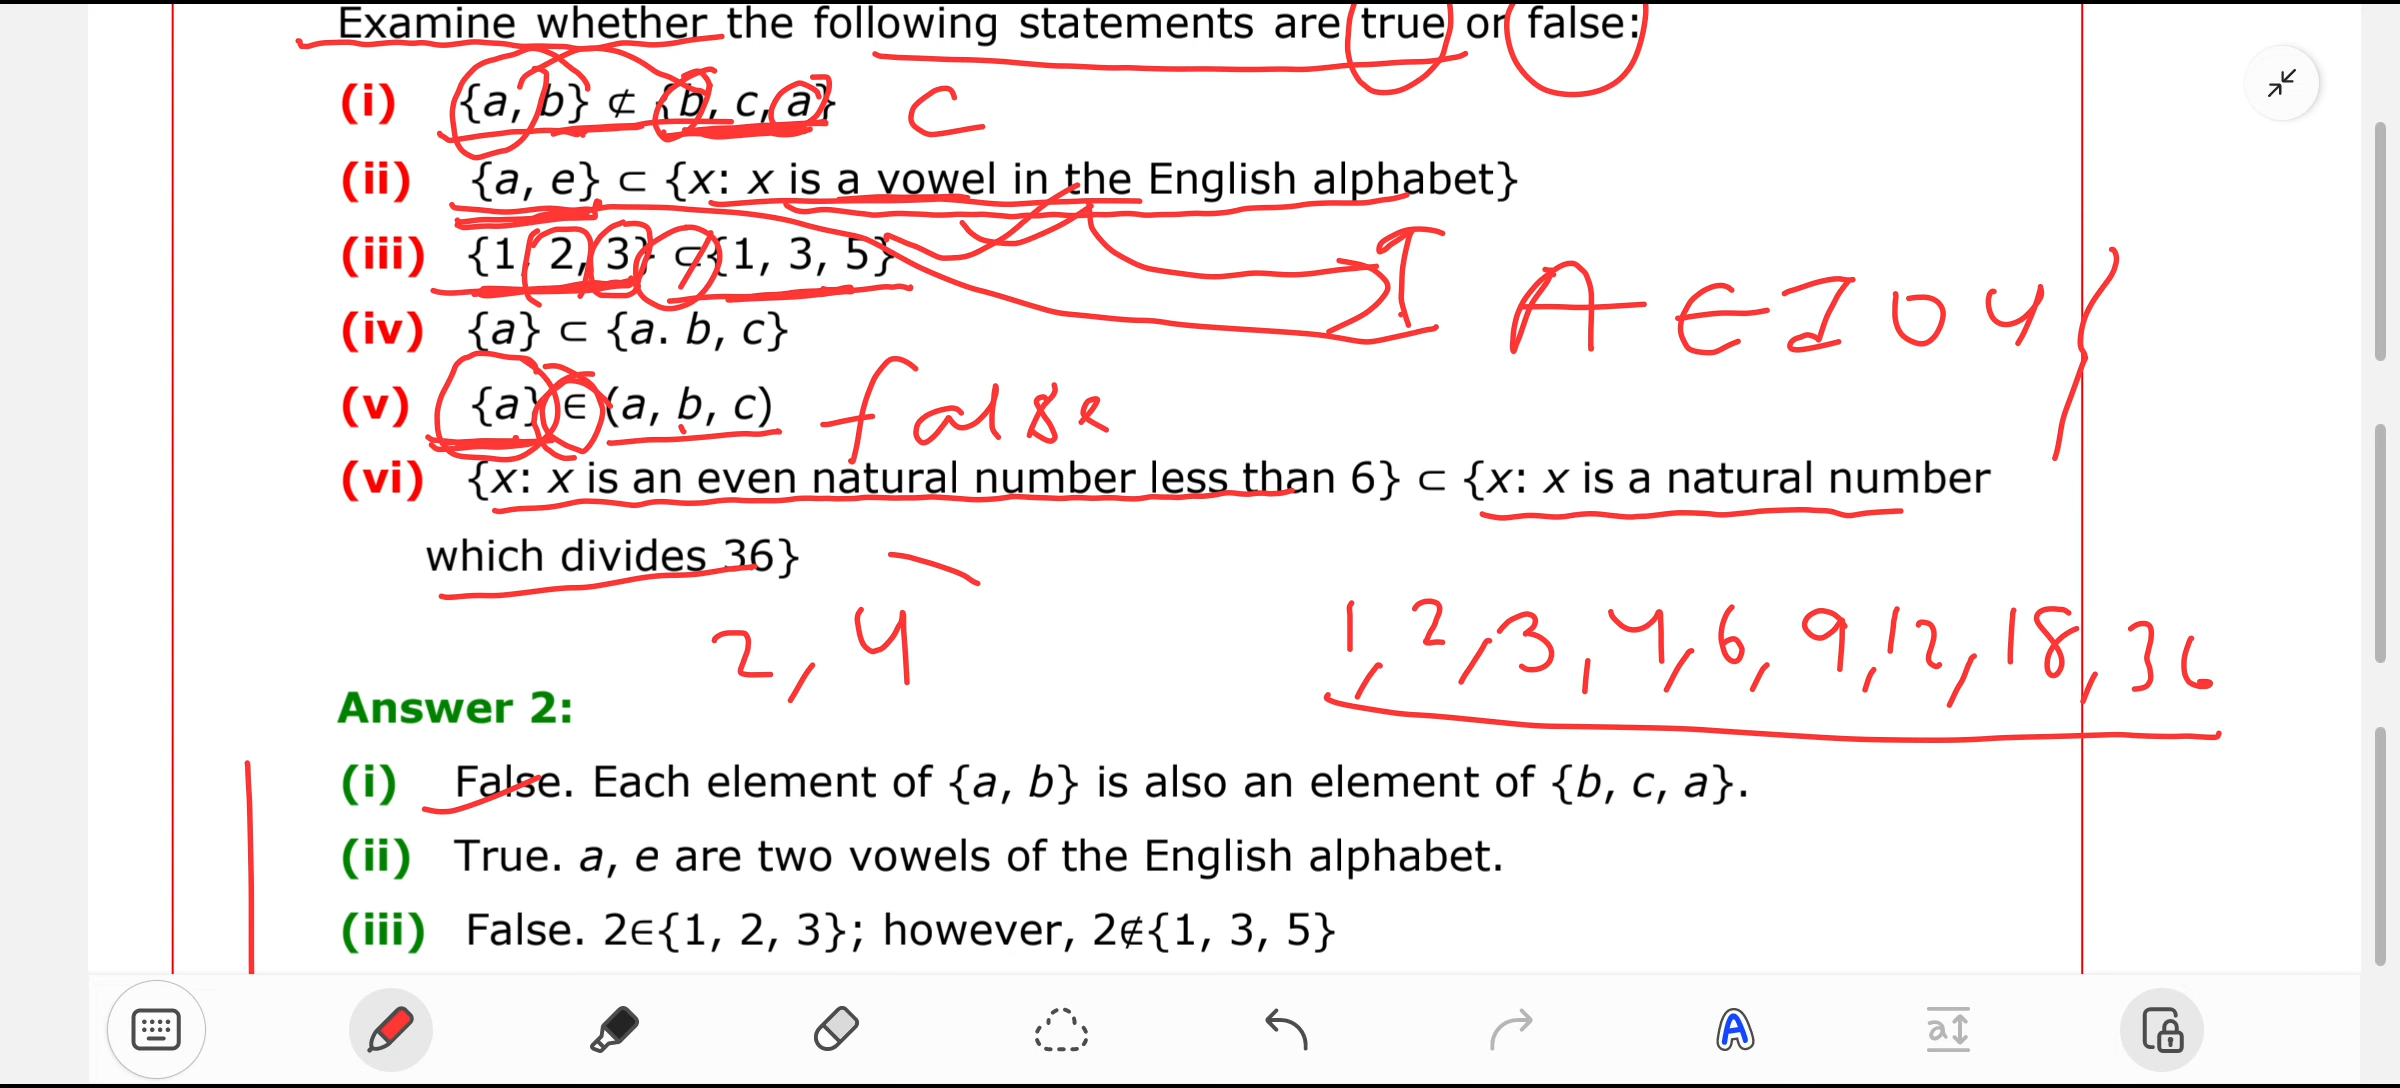 Examine whether the following statements are true or false:
(i) {a, b} ⊄ {b, c, a} C
(ii) {a, e} ⊂ {x: x is a vowel in the English alphabet}
(iii) {1, 2, 3} ⊂ {1, 3, 5}
A E I O U }
(iv) {a} ⊂ {a. b, c}
(v) {a} ∈ (a, b, c) false
(vi) {x: x is an even natural number less than 6} ⊂ {x: x is a natural number
which divides 36}
2, 4
1, 2, 3, 4, 6, 9, 12, 18, 36
Answer 2:
(i) False. Each element of {a, b} is also an element of {b, c, a}.
(ii) True. a, e are two vowels of the English alphabet.
(iii) False. 2∈{1, 2, 3}; however, 2∉{1, 3, 5}
A a